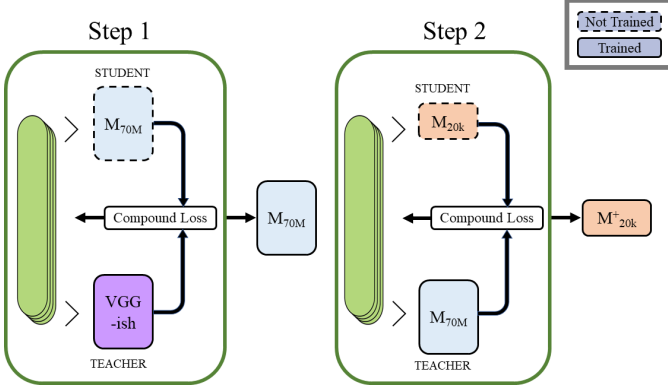 Step 1
STUDENT
M70M
Compound Loss
M70M
VGG
-ish
TEACHER
Step 2
STUDENT
M20k
Compound Loss
M+20k
M70M
TEACHER
Not Trained
Trained